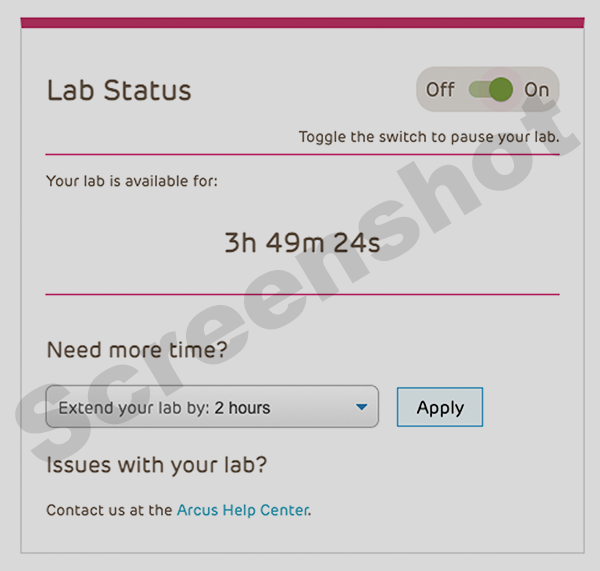 Lab Status
Off On
Toggle the switch to pause your lab.
Your lab is available for:
3h 49m 24s
Screenshot
Need more time?
Extend your lab by: 2 hours
Apply
Issues with your lab?
Contact us at the Arcus Help Center.